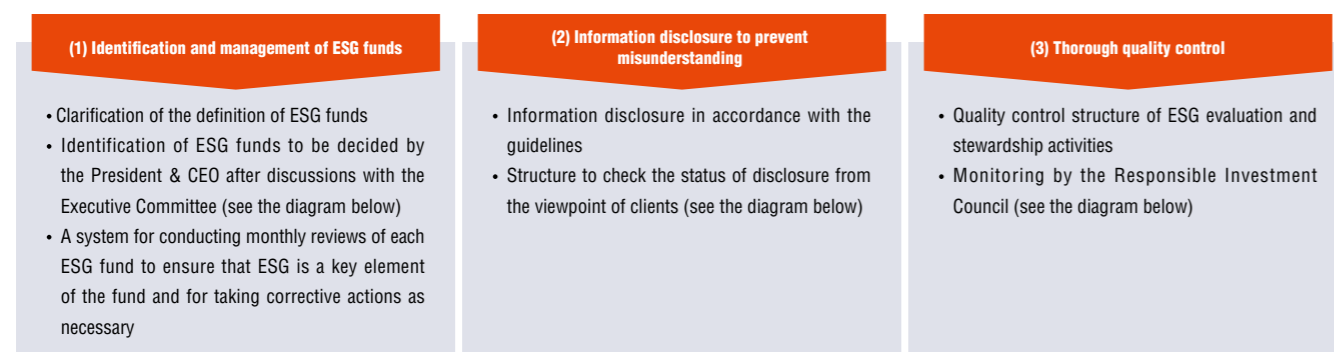 (1) Identification and management of ESG funds
• Clarification of the definition of ESG funds
• Identification of ESG funds to be decided by
the President & CEO after discussions with the
Executive Committee (see the diagram below)
• A system for conducting monthly reviews of each
ESG fund to ensure that ESG is a key element
of the fund and for taking corrective actions as
necessary
(2) Information disclosure to prevent
misunderstanding
• Information disclosure in accordance with the
guidelines
• Structure to check the status of disclosure from
the viewpoint of clients (see the diagram below)
(3) Thorough quality control
• Quality control structure of ESG evaluation and
stewardship activities
• Monitoring by the Responsible Investment
Council (see the diagram below)